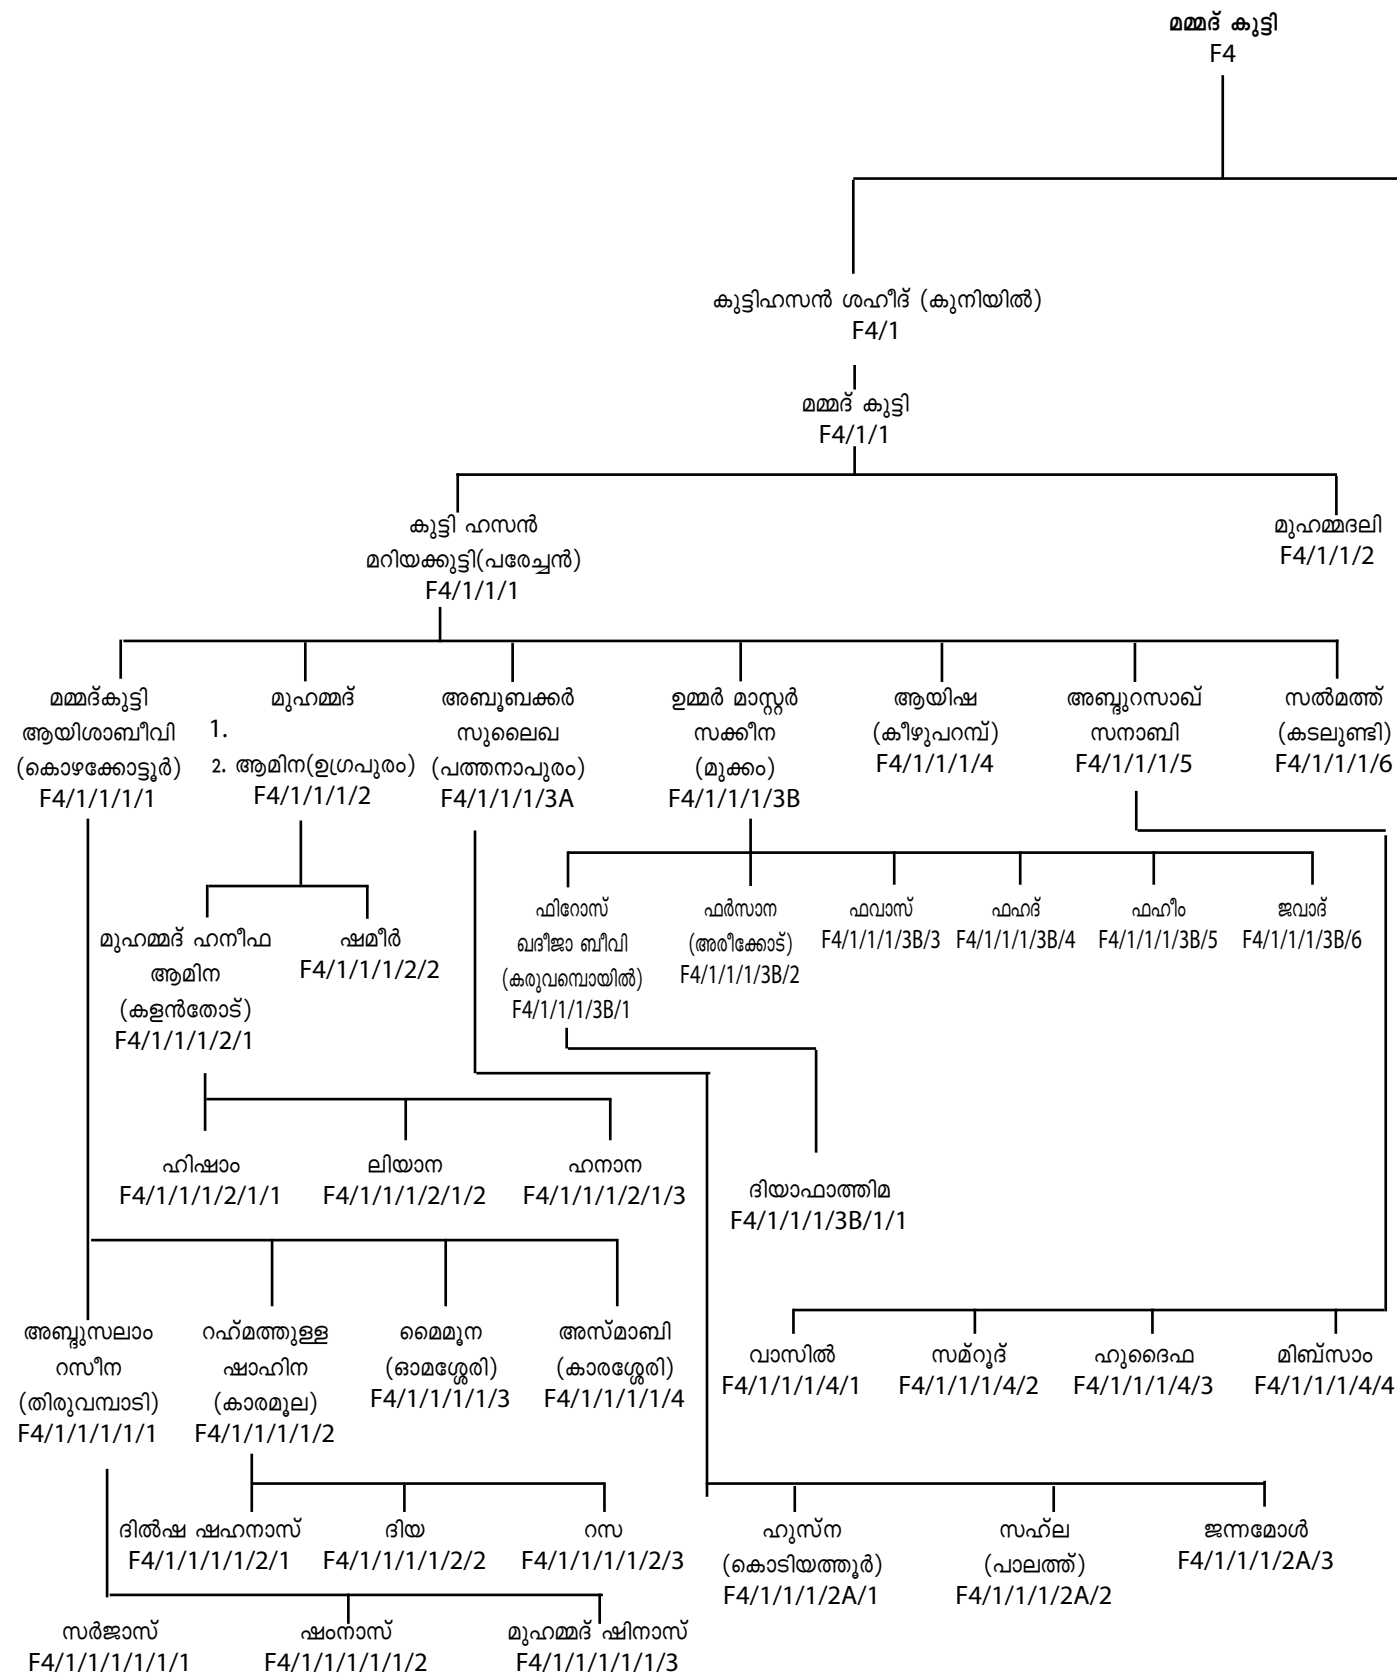 മമ്മദ് കുട്ടി
F4
കുട്ടിഹസൻ ശഹീദ് (കുനിയിൽ)
F4/1
മമ്മദ് കുട്ടി
F4/1/1
കുട്ടി ഹസൻ
മറിയക്കുട്ടി(പരേച്ചൻ)
F4/1/1/1
മുഹമ്മദലി
F4/1/1/2
മമ്മദ്കുട്ടി
ആയിശാബീവി
(കൊഴക്കോട്ടൂർ)
F4/1/1/1/1
മുഹമ്മദ്
1.
2. ആമിന(ഉഗ്രപുരം)
F4/1/1/1/2
അബൂബക്കർ
സുലൈഖ
(പത്തനാപുരം)
F4/1/1/1/3A
ഉമ്മർ മാസ്റ്റർ
സക്കീന
(മുക്കം)
F4/1/1/1/3B
ആയിഷ
(കീഴുപറമ്പ്)
F4/1/1/1/4
അബ്ദുറസാഖ്
സനാബി
F4/1/1/1/5
സൽമത്ത്
(കടലുണ്ടി)
F4/1/1/1/6
മുഹമ്മദ് ഹനീഫ
ആമിന
(കളൻതോട്)
F4/1/1/1/2/1
ഷമീർ
F4/1/1/1/2/2
ഫിറോസ്
ഖദീജാ ബീവി
(കരുവമ്പൊയിൽ)
F4/1/1/1/3B/1
ഫർസാന
(അരീക്കോട്)
F4/1/1/1/3B/2
ഫവാസ്
F4/1/1/1/3B/3
ഫഹദ്
F4/1/1/1/3B/4
ഫഹീം
F4/1/1/1/3B/5
ജവാദ്
F4/1/1/1/3B/6
ഹിഷാം
F4/1/1/1/2/1/1
ലിയാന
F4/1/1/1/2/1/2
ഹനാന
F4/1/1/1/2/1/3
ദിയാഫാത്തിമ
F4/1/1/1/3B/1/1
അബ്ദുസലാം
റസീന
(തിരുവമ്പാടി)
F4/1/1/1/1/1
റഹ്മത്തുള്ള
ഷാഹിന
(കാരമൂല)
F4/1/1/1/1/2
മൈമൂന
(ഓമശ്ശേരി)
F4/1/1/1/1/3
അസ്മാബി
(കാരശ്ശേരി)
F4/1/1/1/1/4
വാസിൽ
F4/1/1/1/4/1
സമ്റൂദ്
F4/1/1/1/4/2
ഹുദൈഫ
F4/1/1/1/4/3
മിബ്സാം
F4/1/1/1/4/4
ദിൽഷ ഷഹനാസ്
F4/1/1/1/1/2/1
ദിയ
F4/1/1/1/1/2/2
റസ
F4/1/1/1/1/2/3
ഹുസ്ന
(കൊടിയത്തൂർ)
F4/1/1/1/2A/1
സഹ്‌ല
(പാലത്ത്)
F4/1/1/1/2A/2
ജന്നമോൾ
F4/1/1/1/2A/3
സർജാസ്
F4/1/1/1/1/1/1
ഷംനാസ്
F4/1/1/1/1/1/2
മുഹമ്മദ് ഷിനാസ്
F4/1/1/1/1/1/3